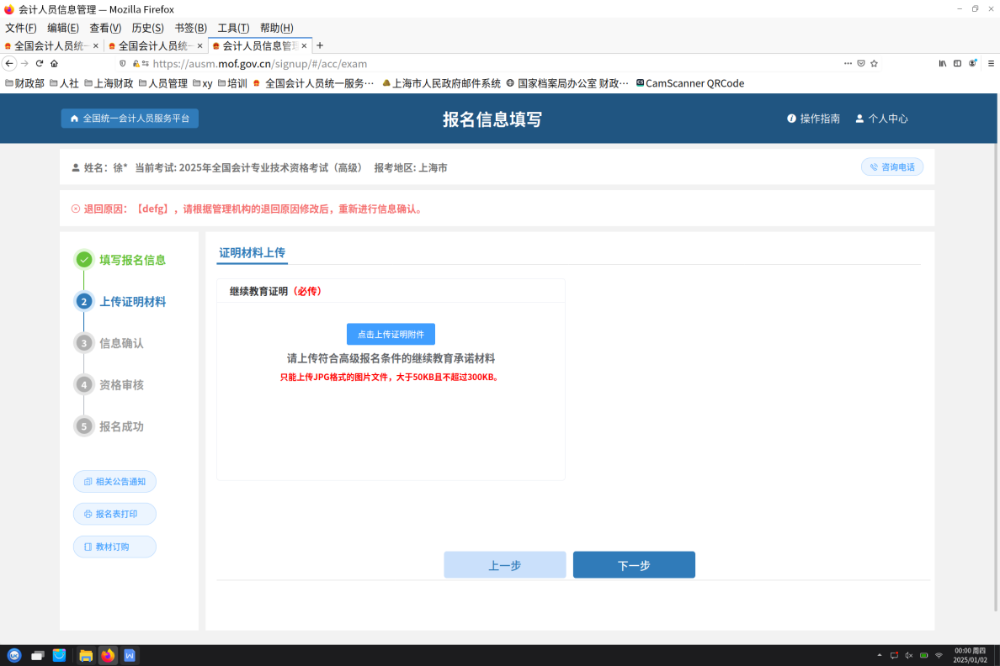 会计人员信息管理 — Mozilla Firefox
文件(F) 编辑(E) 查看(V) 历史(S) 书签(B) 工具(T) 帮助(H)
全国会计人员统一 × 全国会计人员统一 × 会计人员信息管理 × +
https://ausm.mof.gov.cn/signup/#/acc/exam
财政部 人社 上海财政 人员管理 xy 培训 全国会计人员统一服务… 上海市人民政府邮件系统 国家档案局办公室 财政… CamScanner QRCode
全国统一会计人员服务平台 报名信息填写 操作指南 个人中心
姓名：徐* 当前考试: 2025年全国会计专业技术资格考试（高级） 报考地区: 上海市 咨询电话
退回原因：【defg】，请根据管理机构的退回原因修改后，重新进行信息确认。
填写报名信息
2 上传证明材料
3 信息确认
4 资格审核
5 报名成功
相关公告通知
报名表打印
教材订购
证明材料上传
继续教育证明（必传）
点击上传证明附件
请上传符合高级报名条件的继续教育承诺材料
只能上传JPG格式的图片文件，大于50KB且不超过300KB。
上一步 下一步
00:00 周四
2025/01/02